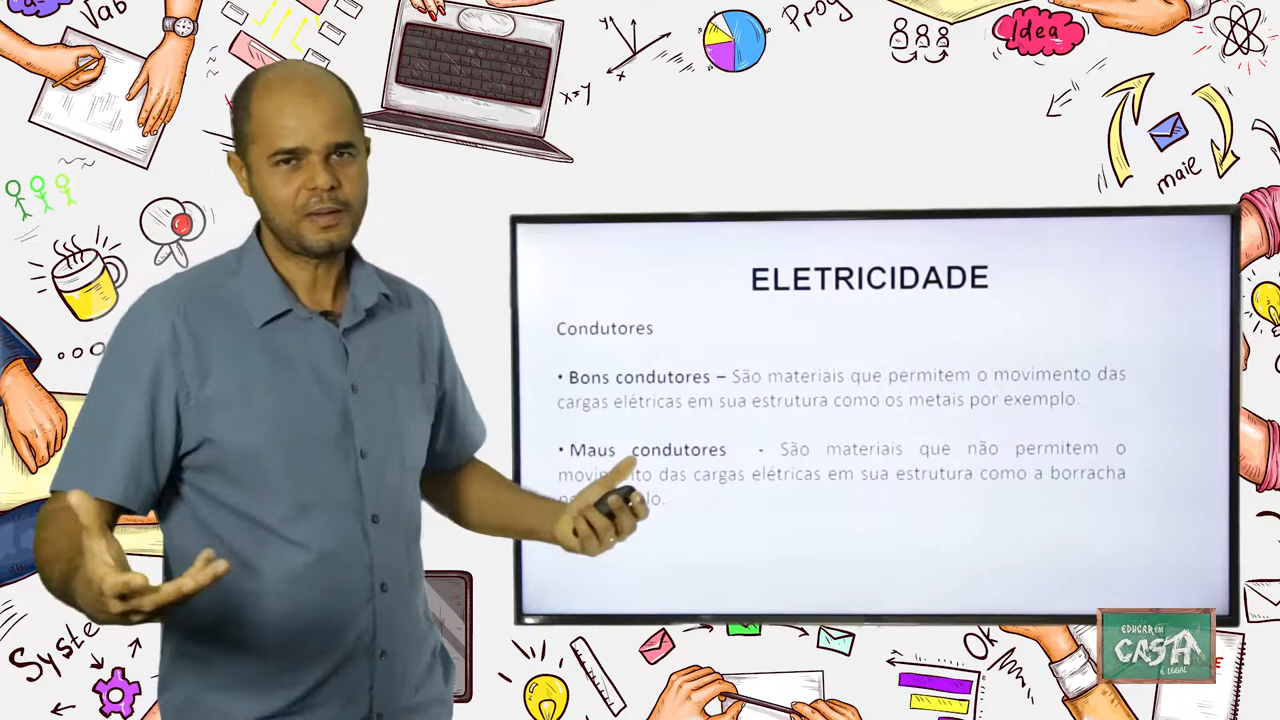 Vab
Prog
Idea
x=y
maie
ELETRICIDADE
Condutores
• Bons condutores – São materiais que permitem o movimento das
cargas elétricas em sua estrutura como os metais por exemplo.
• Maus condutores - São materiais que não permitem o
movimento das cargas elétricas em sua estrutura como a borracha
Syste
Ok
EDUCAR EM
CASA
É LEGAL